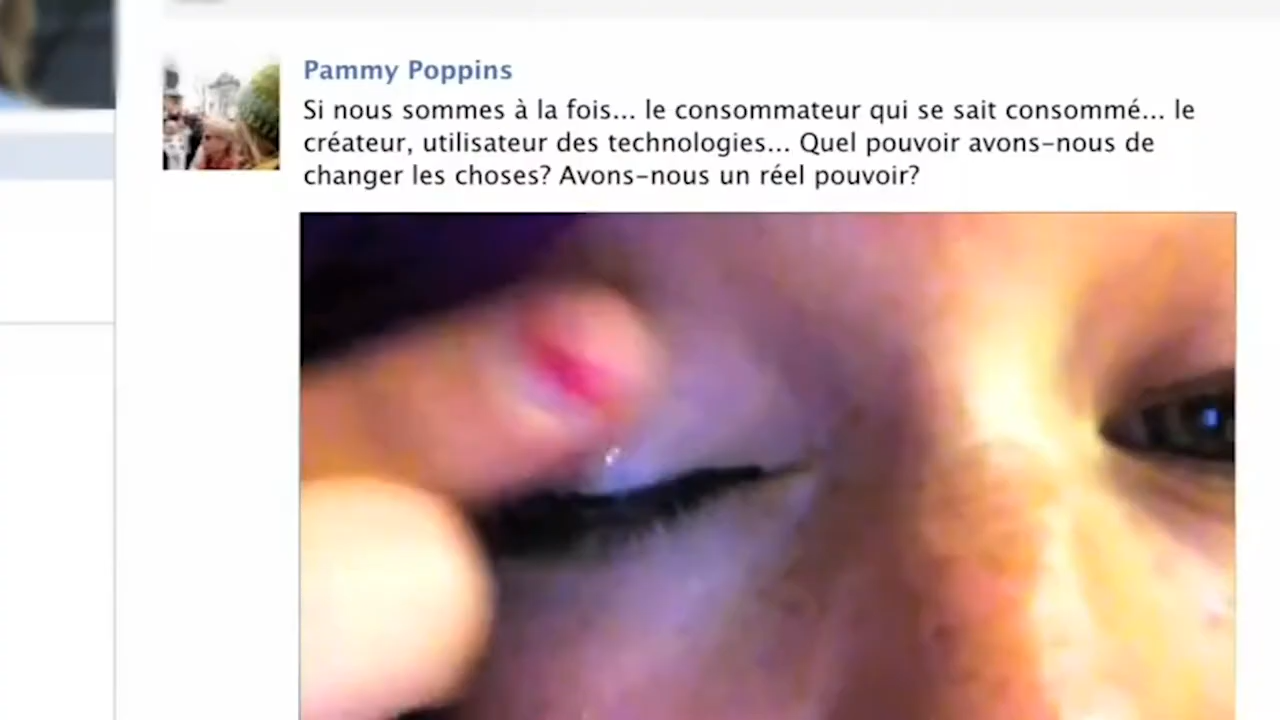 Pammy Poppins
Si nous sommes à la fois... le consommateur qui se sait consommé... le
créateur, utilisateur des technologies... Quel pouvoir avons-nous de
changer les choses? Avons-nous un réel pouvoir?